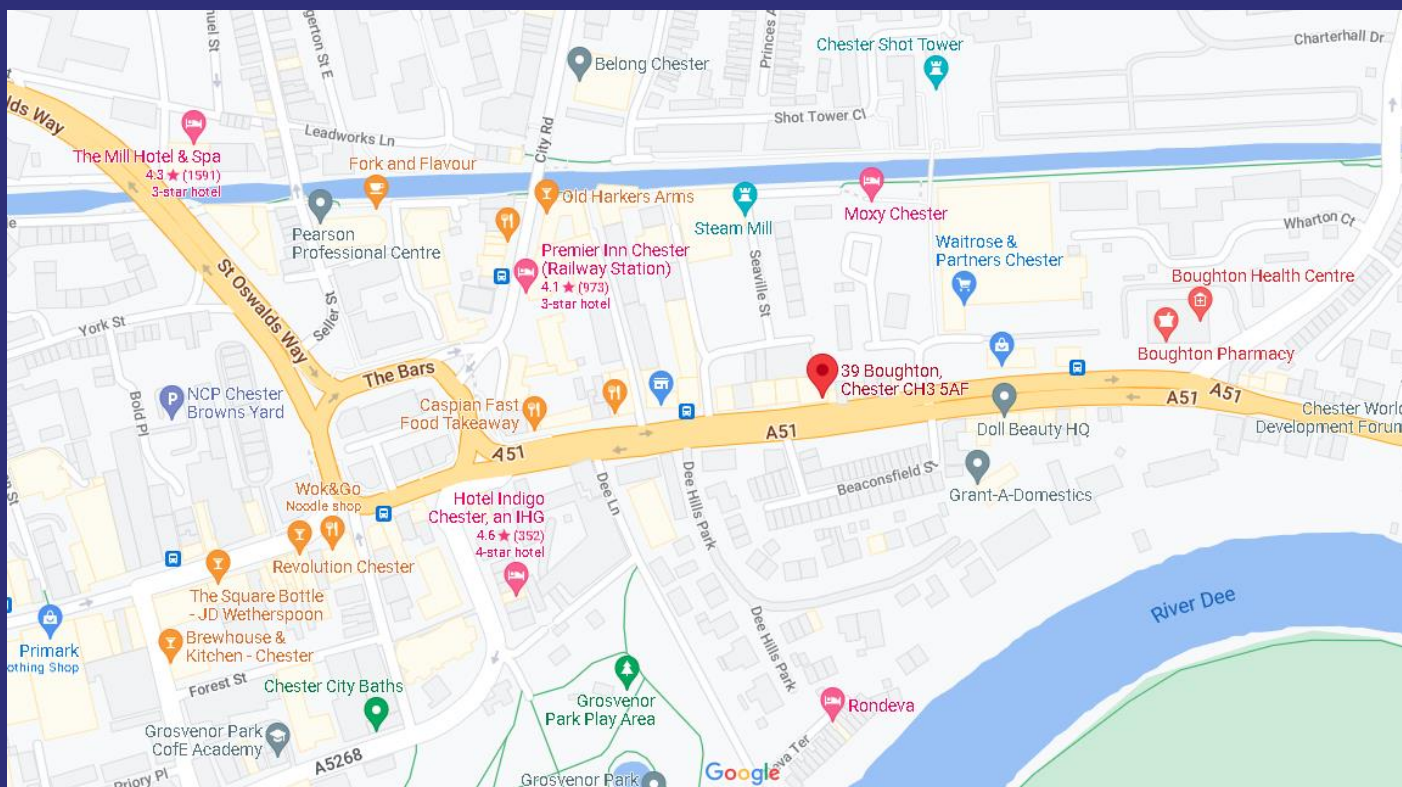 Chester Shot Tower
Charterhall Dr
Belong Chester
Leadworks Ln
Shot Tower Cl
City Rd
The Mill Hotel & Spa
4.3 ★ (1591)
3-star hotel
Fork and Flavour
Old Harkers Arms
Pearson
Professional Centre
Steam Mill
Moxy Chester
Wharton Ct
Premier Inn Chester
(Railway Station)
4.1 ★ (973)
3-star hotel
Waitrose &
Partners Chester
Boughton Health Centre
Seaville St
St Oswalds Way
Seller St
York St
Boughton Pharmacy
The Bars
39 Boughton,
Chester CH3 5AF
NCP Chester
Browns Yard
Bold Pl
Caspian Fast
Food Takeaway
A51
A51
A51
A51
Doll Beauty HQ
Chester World
Development Forum
Beaconsfield St
Grant-A-Domestics
Dee Ln
Dee Hills Park
Wok&Go
Noodle shop
Hotel Indigo
Chester, an IHG
4.6 ★ (352)
4-star hotel
Revolution Chester
The Square Bottle
- JD Wetherspoon
Primark
Brewhouse &
Kitchen - Chester
Forest St
River Dee
Dee Hills Park
Chester City Baths
Grosvenor
Park Play Area
Rondeva
Grosvenor Park
CofE Academy
A5268
Priory Pl
Grosvenor Park
Google